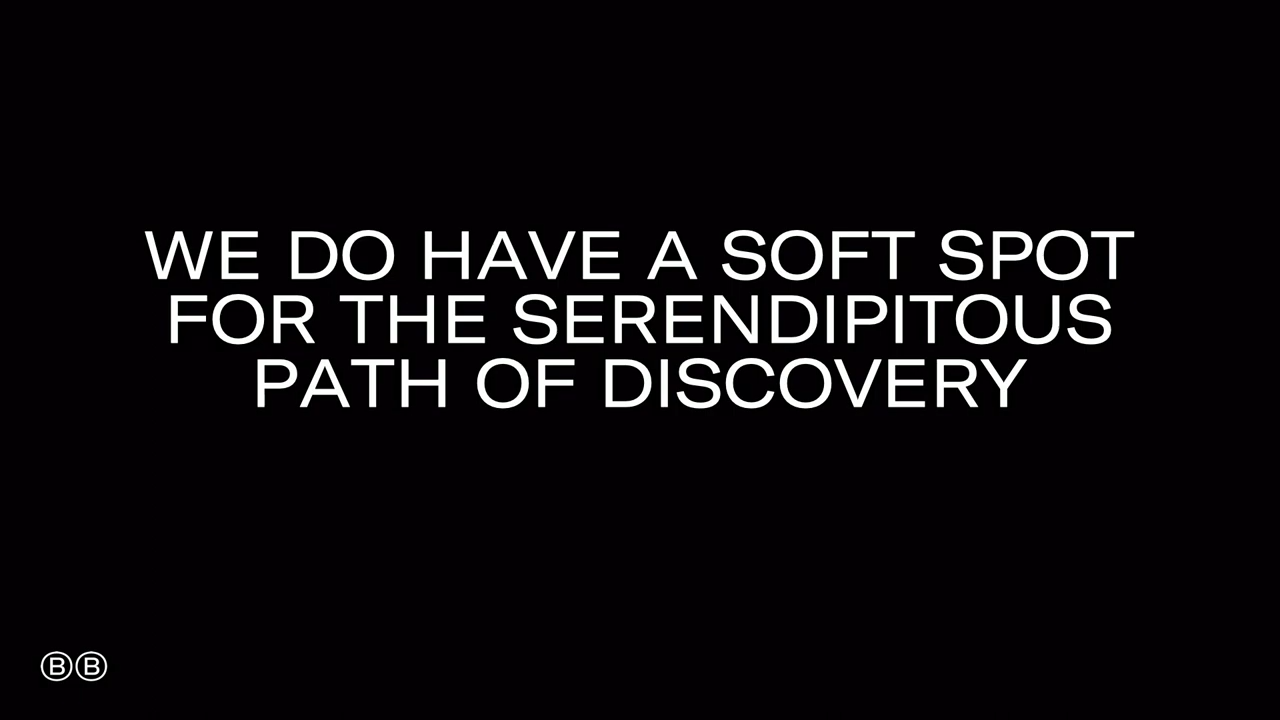 WE DO HAVE A SOFT SPOT
FOR THE SERENDIPITOUS
PATH OF DISCOVERY
ⒷⒷ